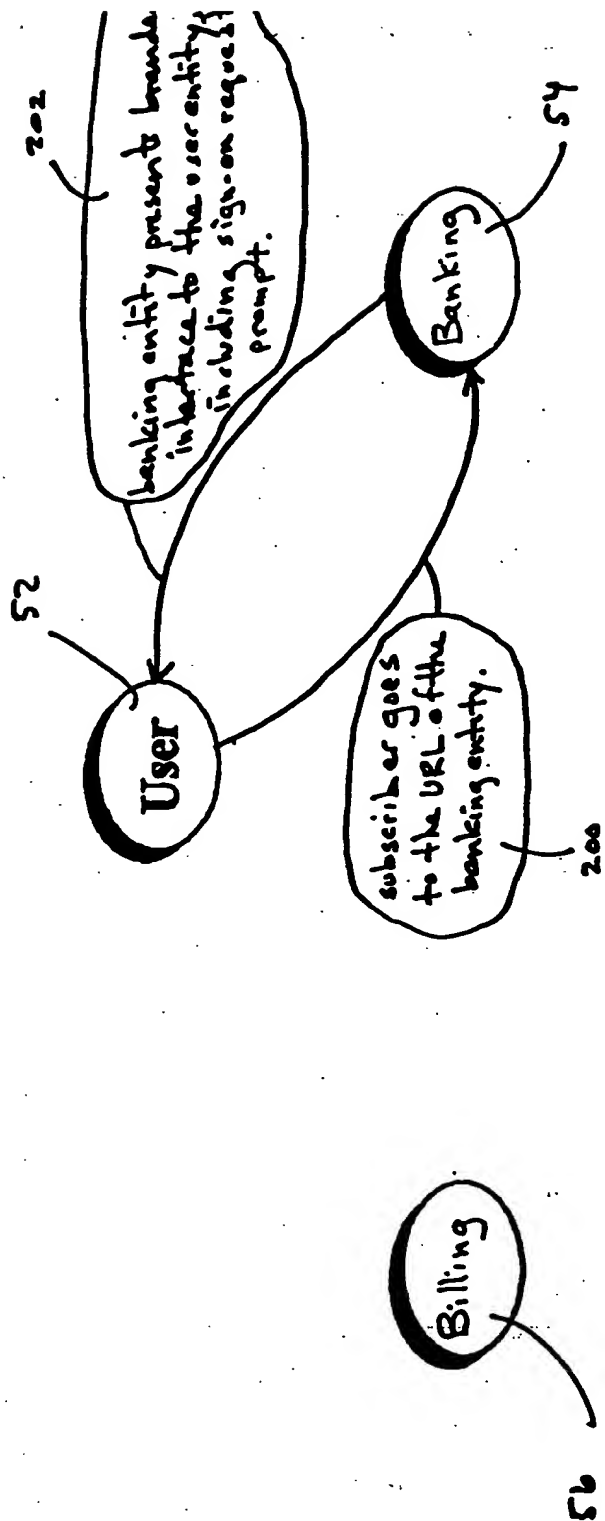 202
banking entity presents brande
interface to the user entity,
including sign-on request
prompt.
52
User
54
Banking
subscriber goes
to the URL of the
banking entity.
200
Billing
56